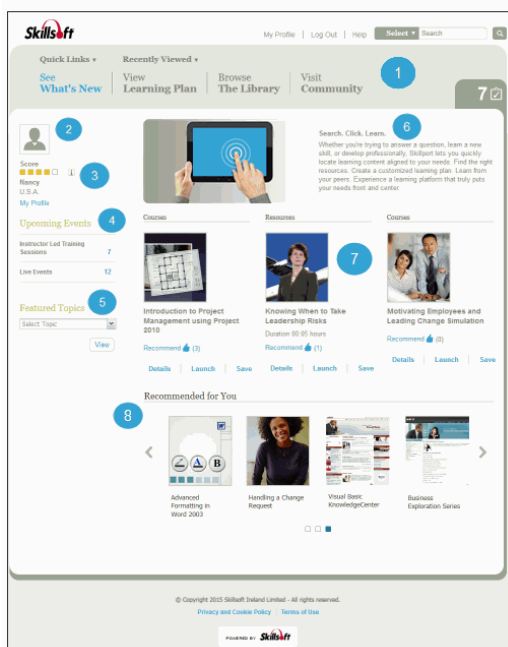 Skillsoft
My Profile | Log Out | Help Select Search
Quick Links Recently Viewed
See What's New
View Learning Plan
Browse The Library
Visit Community
1
7
2
Score
3
Nancy
U.S.A.
My Profile
Upcoming Events
4
Instructor Led Training
Sessions 7
Live Events 12
Featured Topics
5
Select Topic
View
Search. Click. Learn.
6
Whether you're trying to answer a question, learn a new
skill, or develop professionally, Skillport lets you quickly
locate learning content aligned to your needs. Find the right
resources. Create a customized learning plan. Learn from
your peers. Experience a learning platform that truly puts
your needs front and center.
Courses Resources Courses
7
Introduction to Project
Management using Project
2010
Recommend (3)
Details | Launch | Save
Knowing When to Take
Leadership Risks
Duration 00:05 hours
Recommend (1)
Details | Launch | Save
Motivating Employees and
Leading Change Simulation
Recommend (0)
Details | Launch | Save
Recommended for You
8
A B
Advanced
Formatting in
Word 2003
Handling a Change
Request
Visual Basic
KnowledgeCenter
Business
Exploration Series
© Copyright 2015 Skillsoft Ireland Limited - All rights reserved.
Privacy and Cookie Policy | Terms of Use
POWERED BY Skillsoft